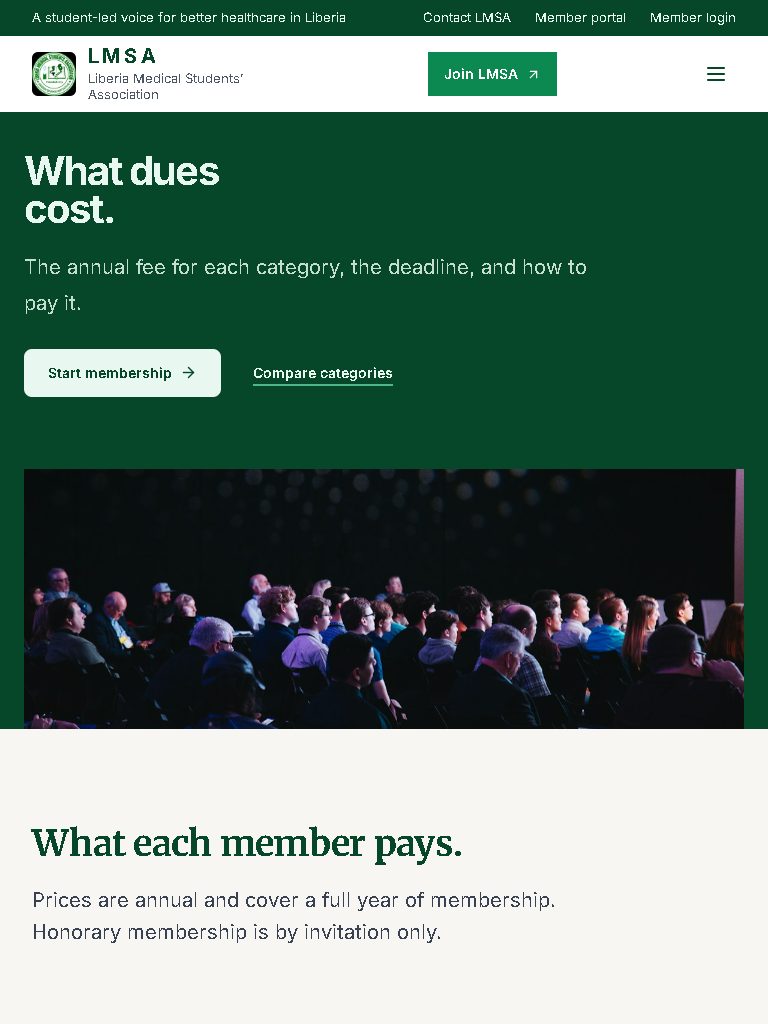 A student-led voice for better healthcare in Liberia
Contact LMSA
Member portal
Member login
LMSA
Liberia Medical Students'
Association
Join LMSA
What dues
cost.
The annual fee for each category, the deadline, and how to
pay it.
Start membership
Compare categories
What each member pays.
Prices are annual and cover a full year of membership.
Honorary membership is by invitation only.